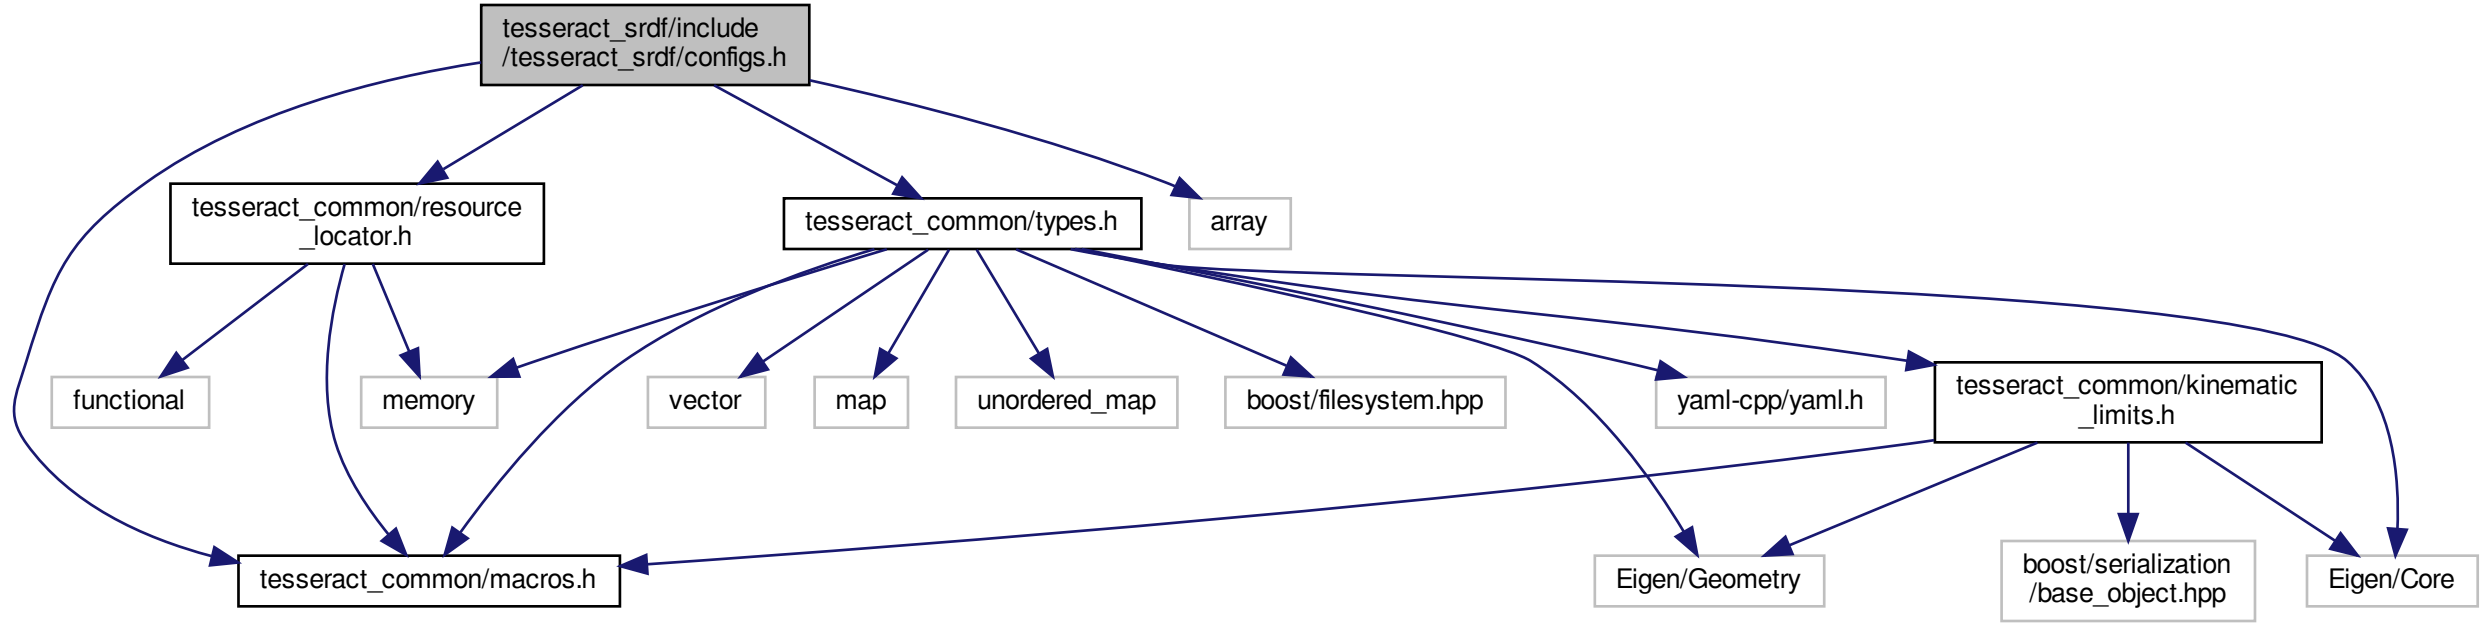 tesseract_srdf/include
/tesseract_srdf/configs.h
tesseract_common/resource
_locator.h
tesseract_common/types.h
array
functional
memory
vector
map
unordered_map
boost/filesystem.hpp
yaml-cpp/yaml.h
tesseract_common/kinematic
_limits.h
tesseract_common/macros.h
Eigen/Geometry
boost/serialization
/base_object.hpp
Eigen/Core